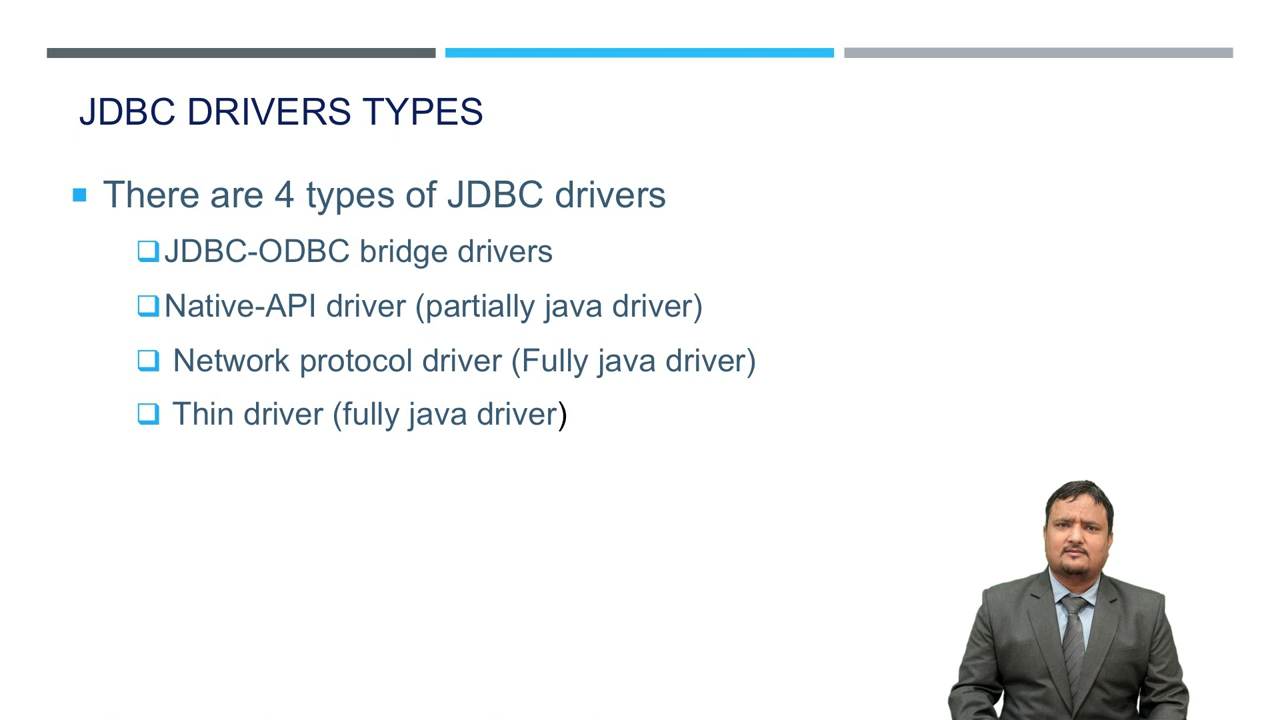 JDBC DRIVERS TYPES
There are 4 types of JDBC drivers
JDBC-ODBC bridge drivers
Native-API driver (partially java driver)
Network protocol driver (Fully java driver)
Thin driver (fully java driver)